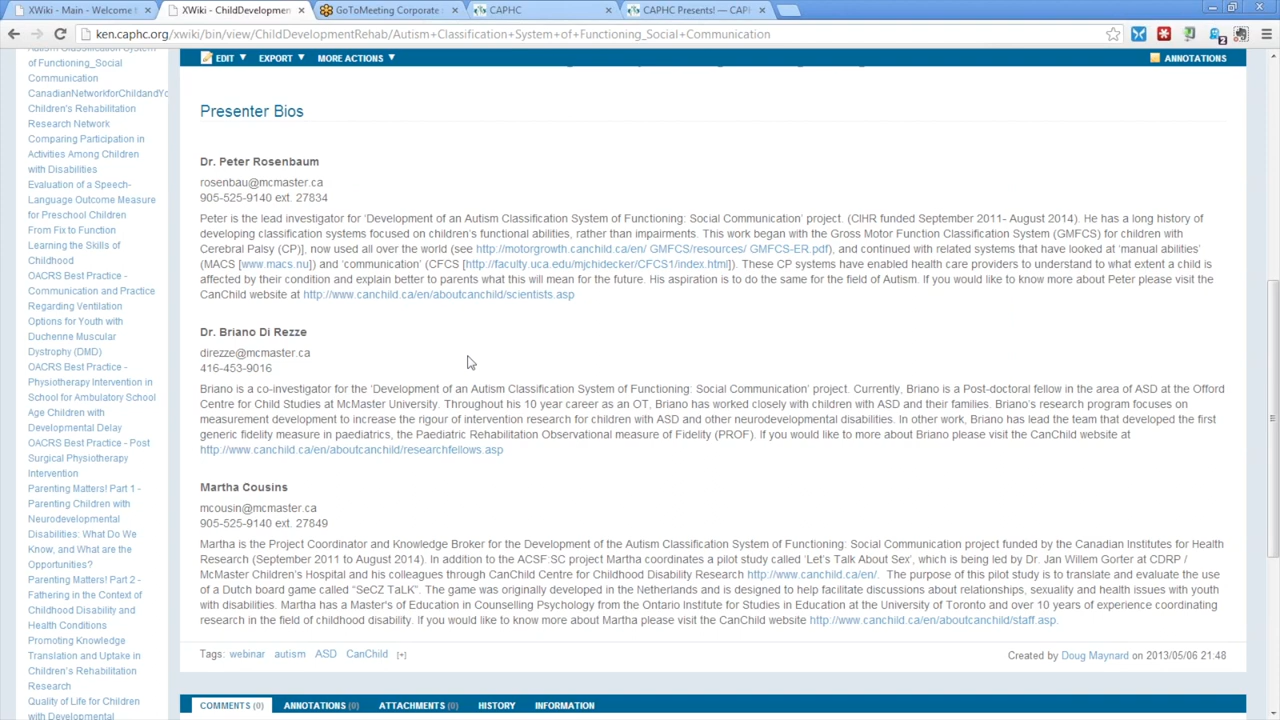 XWiki - Main - Welcome
XWiki - ChildDevelopmen
GoToMeeting Corporate
CAPHC
CAPHC Presents! — CAP
ken.caphc.org/xwiki/bin/view/ChildDevelopmentRehab/Autism+Classification+System+of+Functioning_Social+Communication
EDIT
EXPORT
MORE ACTIONS
ANNOTATIONS
Autism Classification System
of Functioning_Social
Communication
CanadianNetworkforChildandYo
Children's Rehabilitation
Research Network
Comparing Participation in
Activities Among Children
with Disabilities
Evaluation of a Speech-
Language Outcome Measure
for Preschool Children
From Fix to Function
Learning the Skills of
Childhood
OACRS Best Practice -
Communication and Practice
Regarding Ventilation
Options for Youth with
Duchenne Muscular
Dystrophy (DMD)
OACRS Best Practice -
Physiotherapy Intervention in
School for Ambulatory School
Age Children with
Developmental Delay
OACRS Best Practice - Post
Surgical Physiotherapy
Intervention
Parenting Matters! Part 1 -
Parenting Children with
Neurodevelopmental
Disabilities: What Do We
Know, and What are the
Opportunities?
Parenting Matters! Part 2 -
Fathering in the Context of
Childhood Disability and
Health Conditions
Promoting Knowledge
Translation and Uptake in
Children's Rehabilitation
Research
Quality of Life for Children
with Developmental
Presenter Bios
Dr. Peter Rosenbaum
rosenbau@mcmaster.ca
905-525-9140 ext. 27834
Peter is the lead investigator for 'Development of an Autism Classification System of Functioning: Social Communication' project. (CIHR funded September 2011- August 2014). He has a long history of
developing classification systems focused on children's functional abilities, rather than impairments. This work began with the Gross Motor Function Classification System (GMFCS) for children with
Cerebral Palsy (CP)], now used all over the world (see http://motorgrowth.canchild.ca/en/ GMFCS/resources/ GMFCS-ER.pdf), and continued with related systems that have looked at 'manual abilities'
(MACS [www.macs.nu]) and 'communication' (CFCS [http://faculty.uca.edu/mjchidecker/CFCS1/index.html]). These CP systems have enabled health care providers to understand to what extent a child is
affected by their condition and explain better to parents what this will mean for the future. His aspiration is to do the same for the field of Autism. If you would like to know more about Peter please visit the
CanChild website at http://www.canchild.ca/en/aboutcanchild/scientists.asp
Dr. Briano Di Rezze
direzze@mcmaster.ca
416-453-9016
Briano is a co-investigator for the 'Development of an Autism Classification System of Functioning: Social Communication' project. Currently, Briano is a Post-doctoral fellow in the area of ASD at the Offord
Centre for Child Studies at McMaster University. Throughout his 10 year career as an OT, Briano has worked closely with children with ASD and their families. Briano's research program focuses on
measurement development to increase the rigour of intervention research for children with ASD and other neurodevelopmental disabilities. In other work, Briano has lead the team that developed the first
generic fidelity measure in paediatrics, the Paediatric Rehabilitation Observational measure of Fidelity (PROF). If you would like to more about Briano please visit the CanChild website at
http://www.canchild.ca/en/aboutcanchild/researchfellows.asp
Martha Cousins
mcousin@mcmaster.ca
905-525-9140 ext. 27849
Martha is the Project Coordinator and Knowledge Broker for the Development of the Autism Classification System of Functioning: Social Communication project funded by the Canadian Institutes for Health
Research (September 2011 to August 2014). In addition to the ACSF:SC project Martha coordinates a pilot study called 'Let's Talk About Sex', which is being led by Dr. Jan Willem Gorter at CDRP /
McMaster Children's Hospital and his colleagues through CanChild Centre for Childhood Disability Research http://www.canchild.ca/en/. The purpose of this pilot study is to translate and evaluate the use
of a Dutch board game called "SeCZ TaLK". The game was originally developed in the Netherlands and is designed to help facilitate discussions about relationships, sexuality and health issues with youth
with disabilities. Martha has a Master's of Education in Counselling Psychology from the Ontario Institute for Studies in Education at the University of Toronto and over 10 years of experience coordinating
research in the field of childhood disability. If you would like to know more about Martha please visit the CanChild website http://www.canchild.ca/en/aboutcanchild/staff.asp.
Tags: webinar autism ASD CanChild [+]
Created by Doug Maynard on 2013/05/06 21:48
COMMENTS (0)
ANNOTATIONS (0)
ATTACHMENTS (0)
HISTORY
INFORMATION